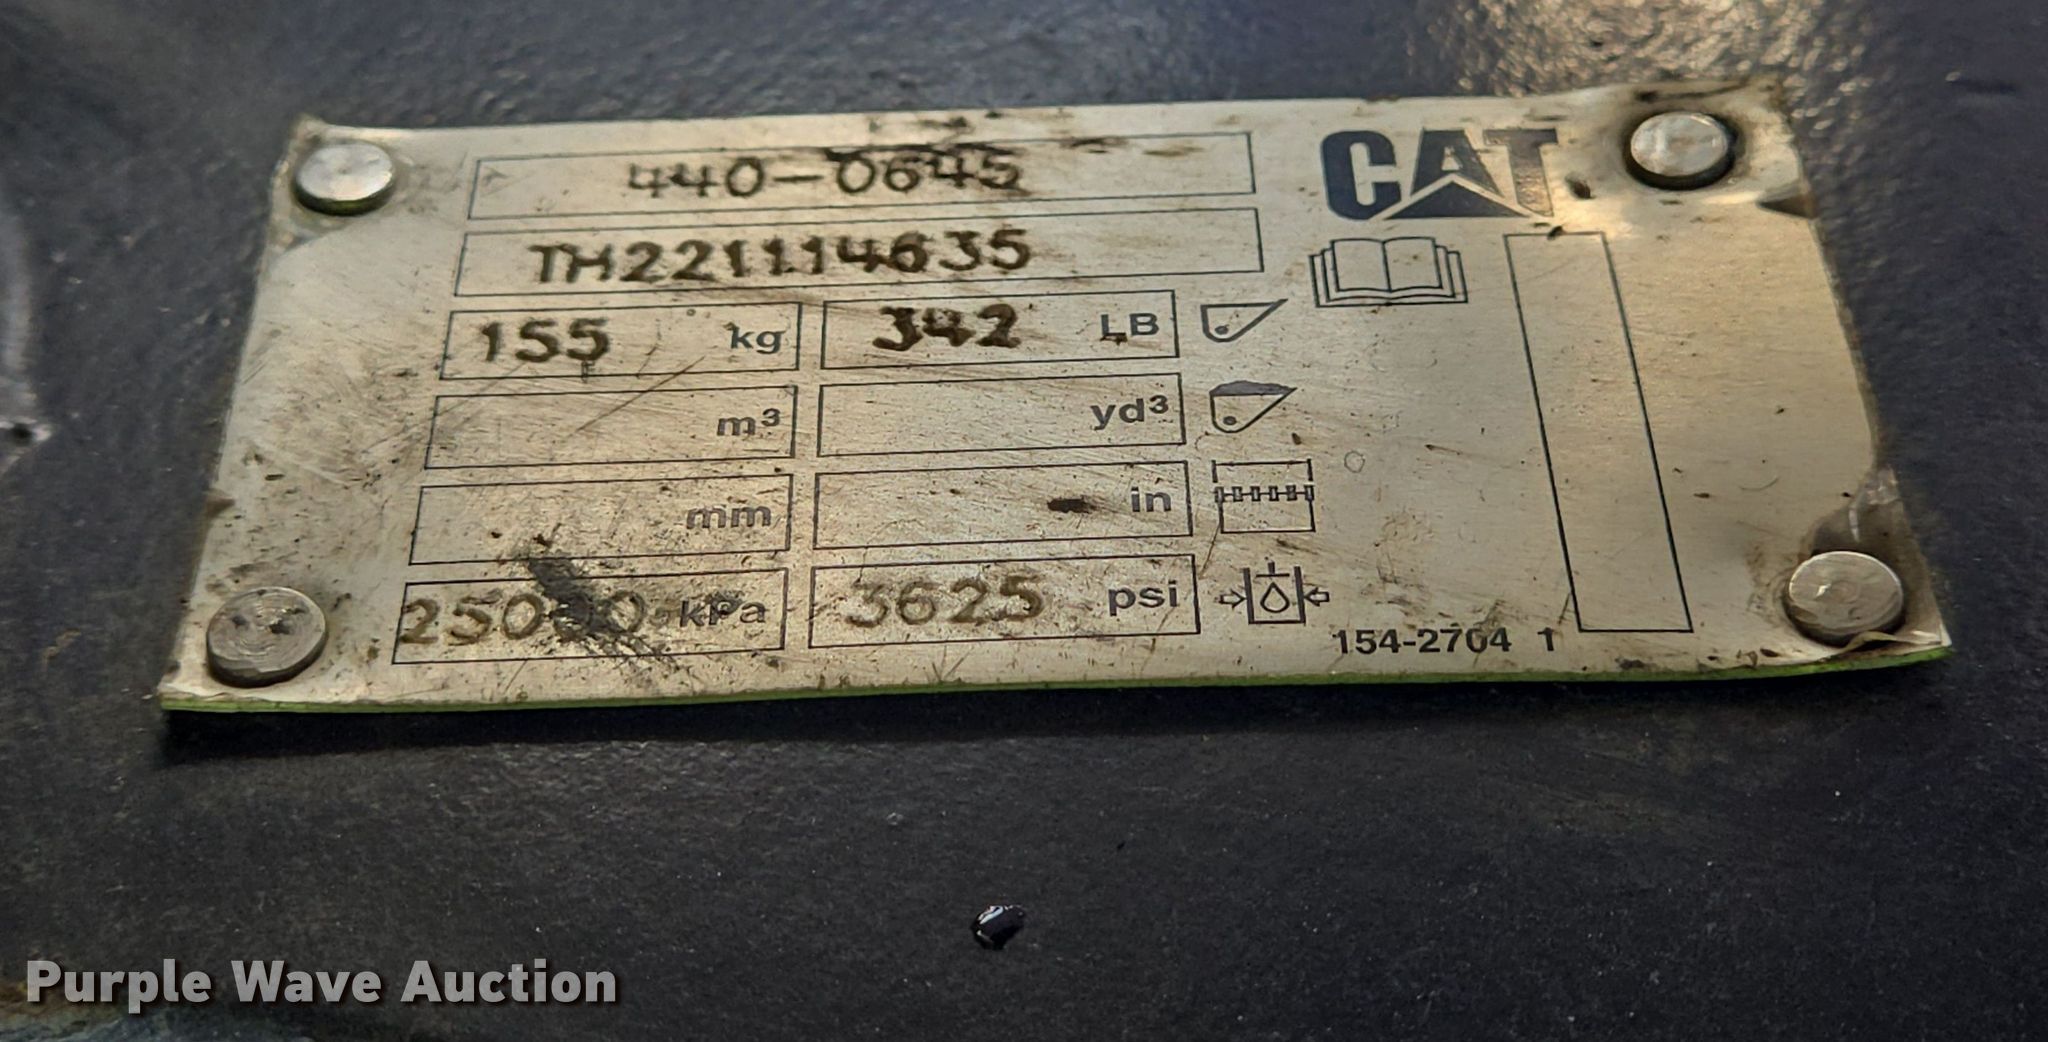 440-0645
CAT
TH221114635
155 kg 342 LB
m³ yd³
mm in
25000 kPa 3625 psi
154-2704 1
Purple Wave Auction